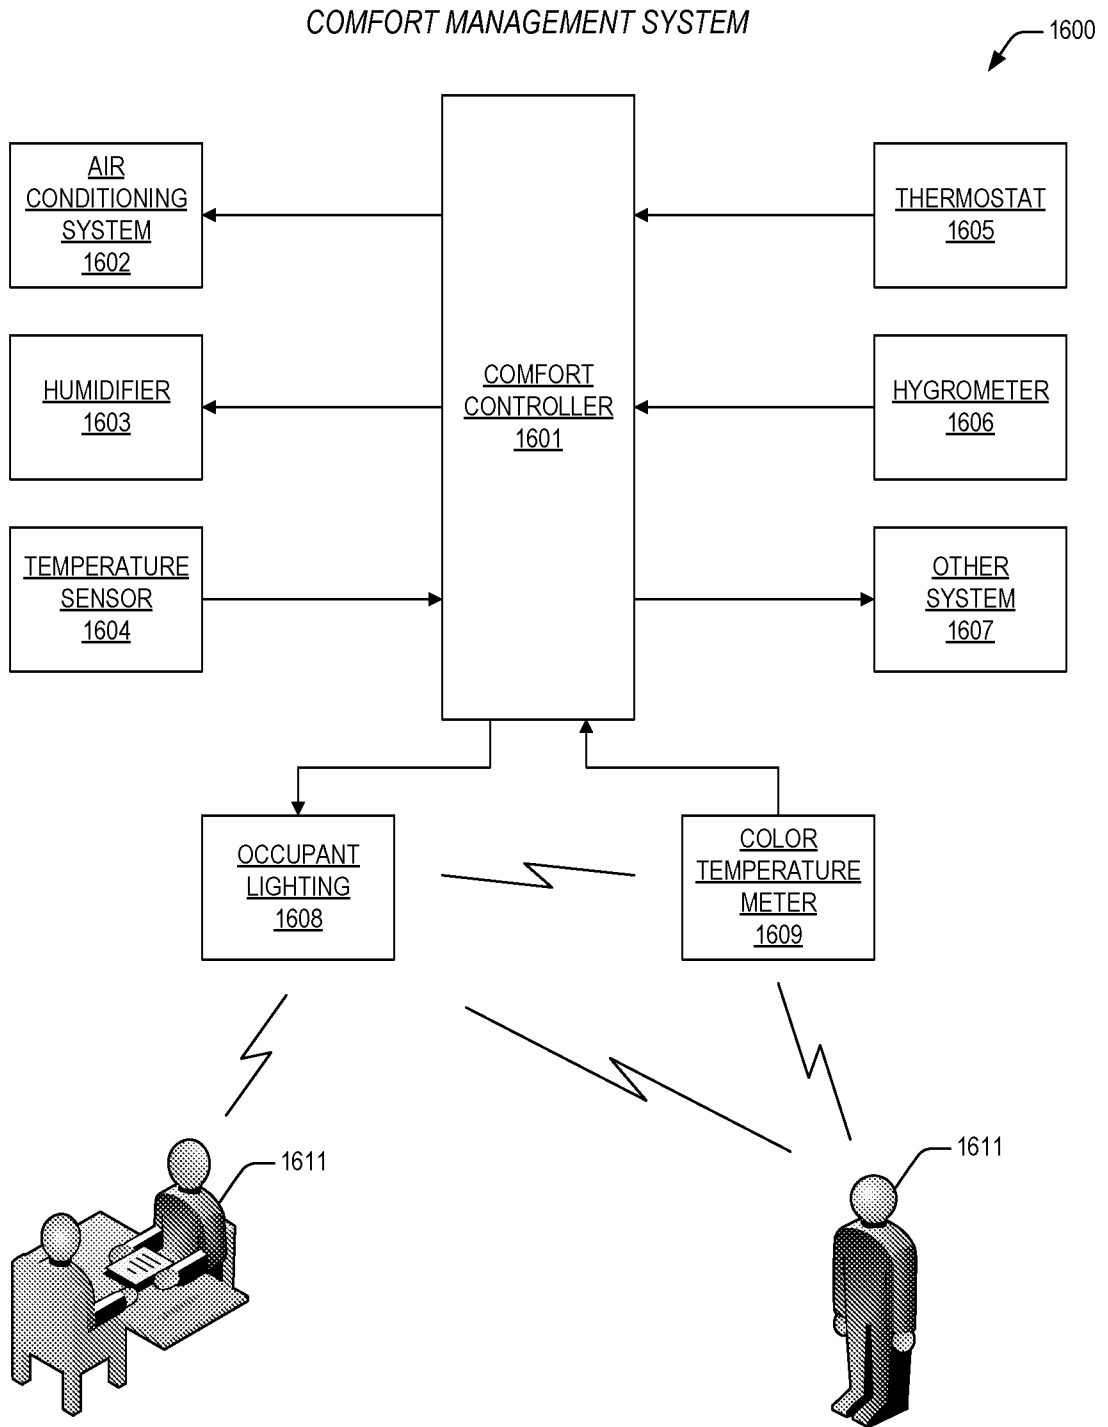 COMFORT MANAGEMENT SYSTEM
1600
AIR
CONDITIONING
SYSTEM
1602
THERMOSTAT
1605
HUMIDIFIER
1603
COMFORT
CONTROLLER
1601
HYGROMETER
1606
TEMPERATURE
SENSOR
1604
OTHER
SYSTEM
1607
OCCUPANT
LIGHTING
1608
COLOR
TEMPERATURE
METER
1609
1611
1611